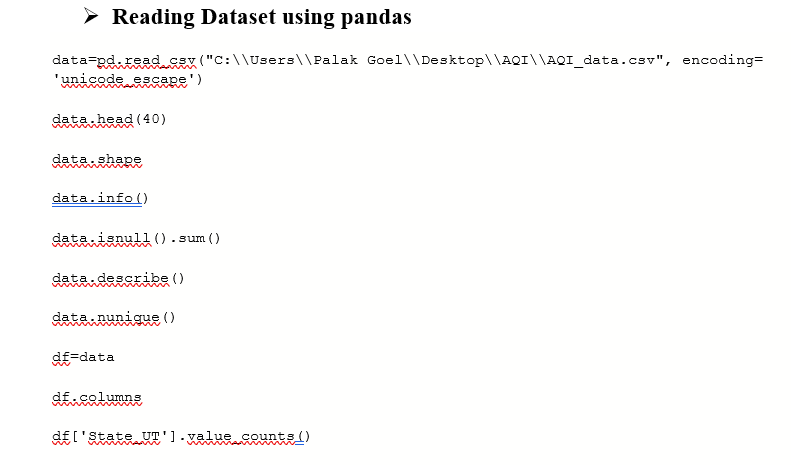 ➤ Reading Dataset using pandas
data=pd.read_csv("C:\\Users\\Palak Goel\\Desktop\\AQI\\AQI_data.csv", encoding=
'unicode_escape')
data.head(40)
data.shape
data.info()
data.isnull().sum()
data.describe()
data.nunique()
df=data
df.columns
df['State_UT'].value_counts()